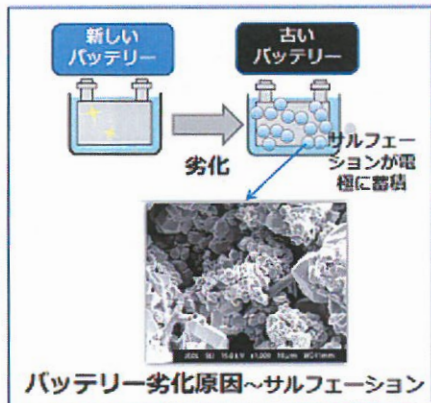 新しい
バッテリー
古い
バッテリー
劣化
サルフェー
ションが電
極に蓄積
バッテリー劣化原因～サルフェーション